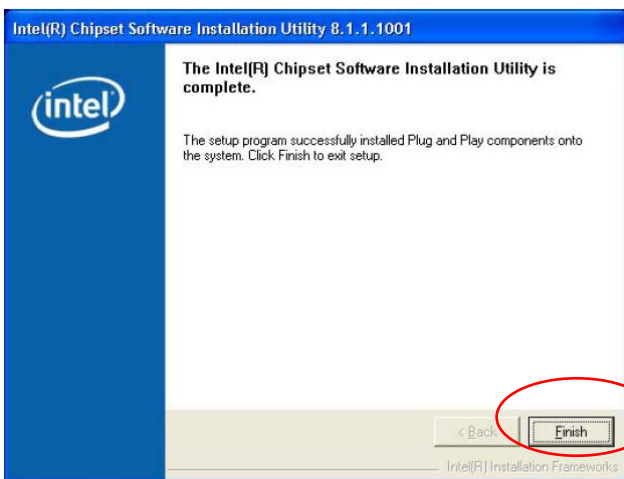 Intel(R) Chipset Software Installation Utility 8.1.1.1001
The Intel(R) Chipset Software Installation Utility is
complete.
intel
The setup program successfully installed Plug and Play components onto
the system. Click Finish to exit setup.
< Back
Finish
Intel(R) Installation Frameworks